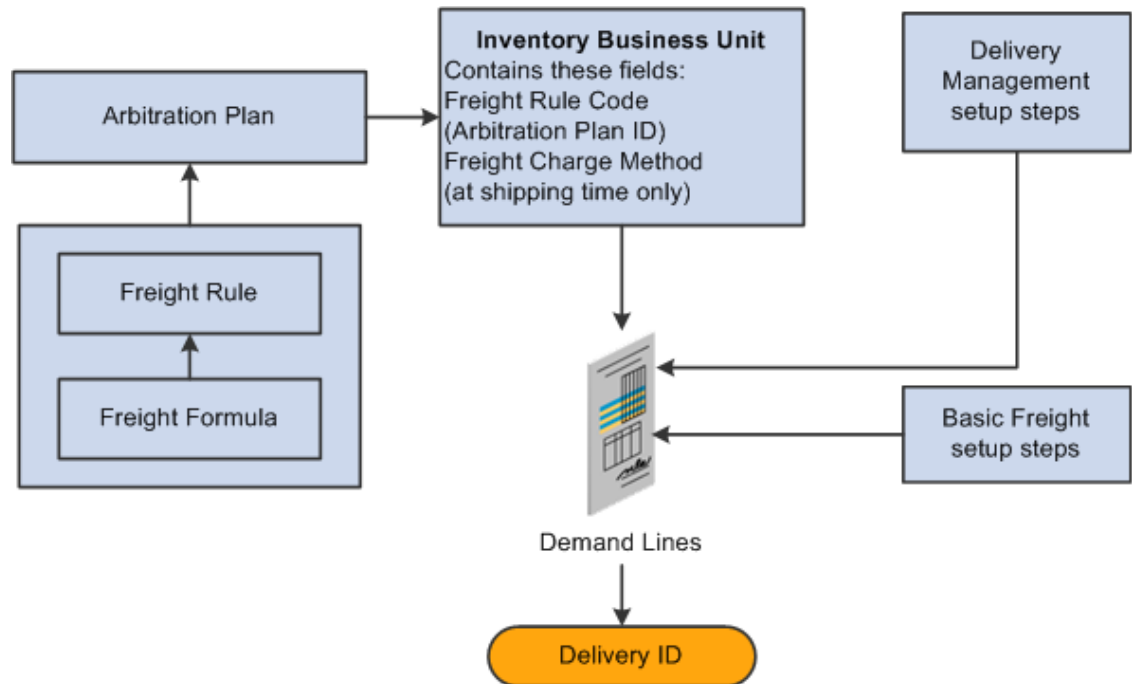 Inventory Business Unit
Contains these fields:
Freight Rule Code
(Arbitration Plan ID)
Freight Charge Method
(at shipping time only)
Delivery
Management
setup steps
Arbitration Plan
Freight Rule
Freight Formula
Basic Freight
setup steps
Demand Lines
Delivery ID